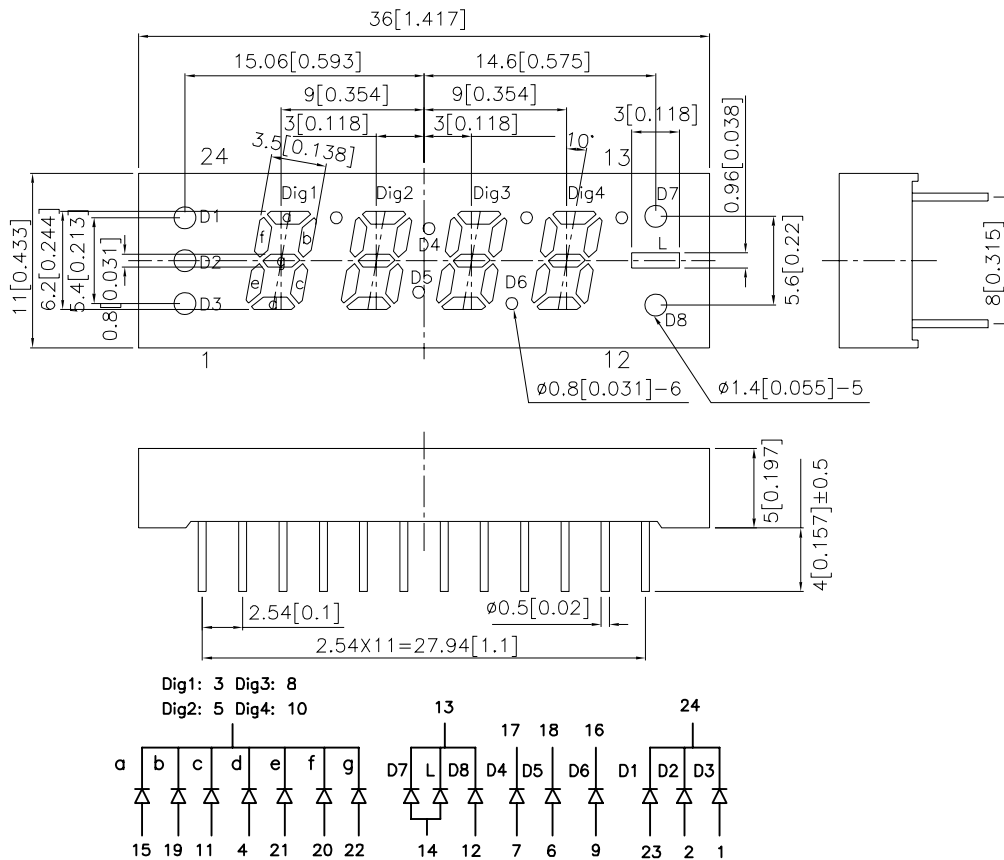 36[1.417]
15.06[0.593] 14.6[0.575]
9[0.354] 9[0.354]
3[0.118] 3[0.118] 3[0.118]
3.5[0.138] 10° 0.96[0.038]
24 13
Dig1 Dig2 Dig3 Dig4 D7
D1 a D4 L
f b
D2 g
D5 D6
e c
D3 d D8
11[0.433]
6.2[0.244]
5.4[0.213]
0.8[0.031]
5.6[0.22]
8[0.315]
1 12
ø0.8[0.031]-6 ø1.4[0.055]-5
5[0.197]
4[0.157]±0.5
2.54[0.1] ø0.5[0.02]
2.54X11=27.94[1.1]
Dig1: 3 Dig3: 8
Dig2: 5 Dig4: 10
13 17 18 16 24
a b c d e f g D7 L D8 D4 D5 D6 D1 D2 D3
15 19 11 4 21 20 22 14 12 7 6 9 23 2 1